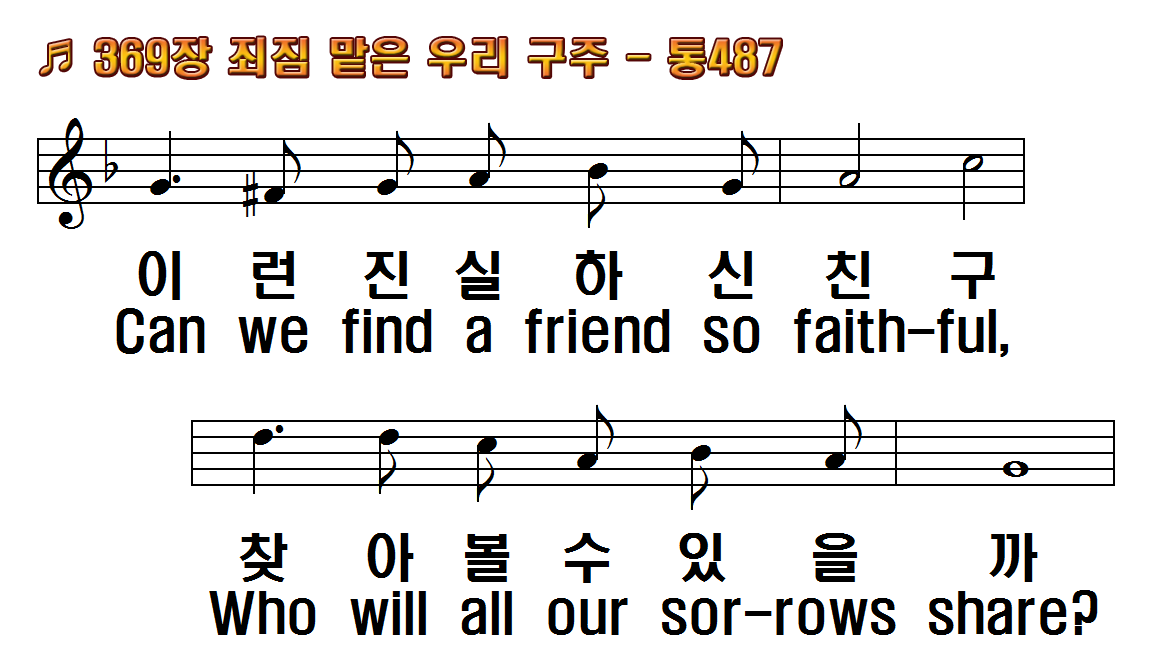 ♬ 369장 죄짐 맡은 우리 구주 - 통487
이 런 진 실 하 신 친 구
Can we find a friend so faith-ful,
찾 아 볼 수 있 을 까
Who will all our sor-rows share?